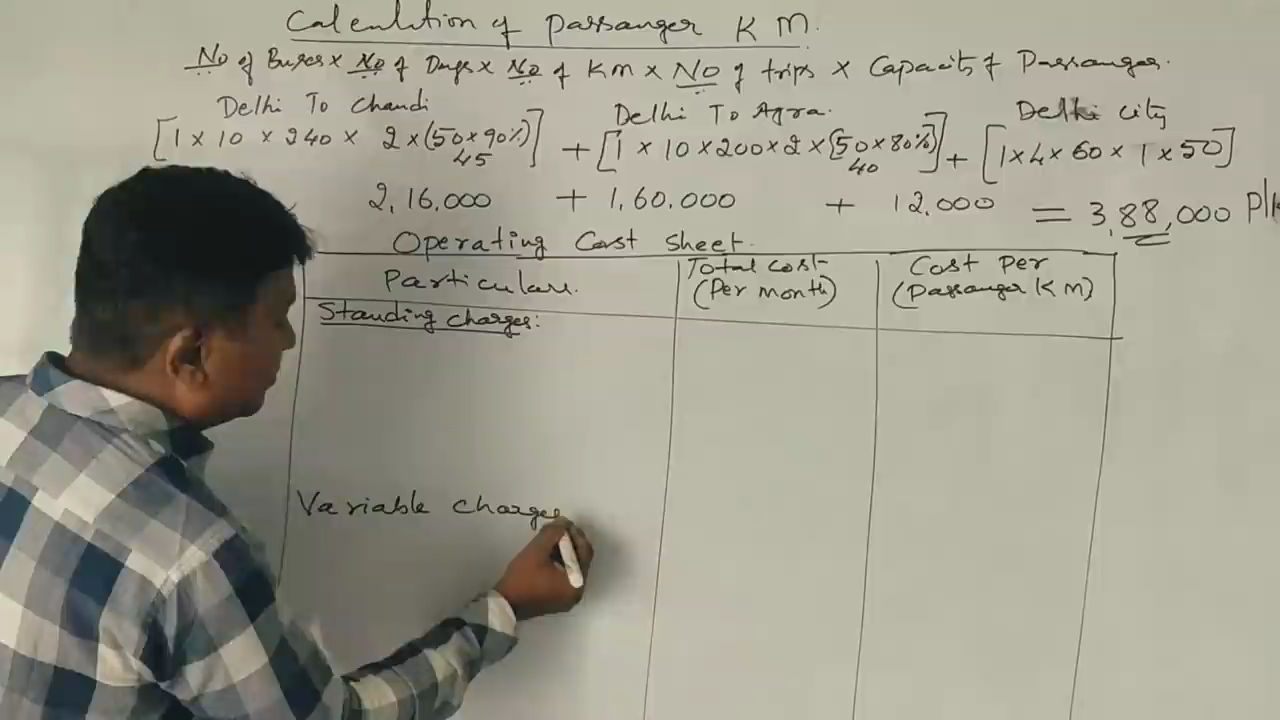 Calculation of Passanger K M.
No of Buses x No of Days x No of KM x No of trips x Capacity of Passanger.
Delhi To Chandi Delhi To Agra. Delhi city
[1 x 10 x 240 x 2 x (50 x 90%)] + [1 x 10 x 200 x 2 x (50 x 80%)] + [1 x 4 x 60 x 1 x 50]
45 40
2,16,000 + 1,60,000 + 12,000 = 3,88,000 P/K
Operating Cost Sheet.
Particulars. Total cost (Per month) Cost Per (Passanger K M)
Standing charges:
Variable charges